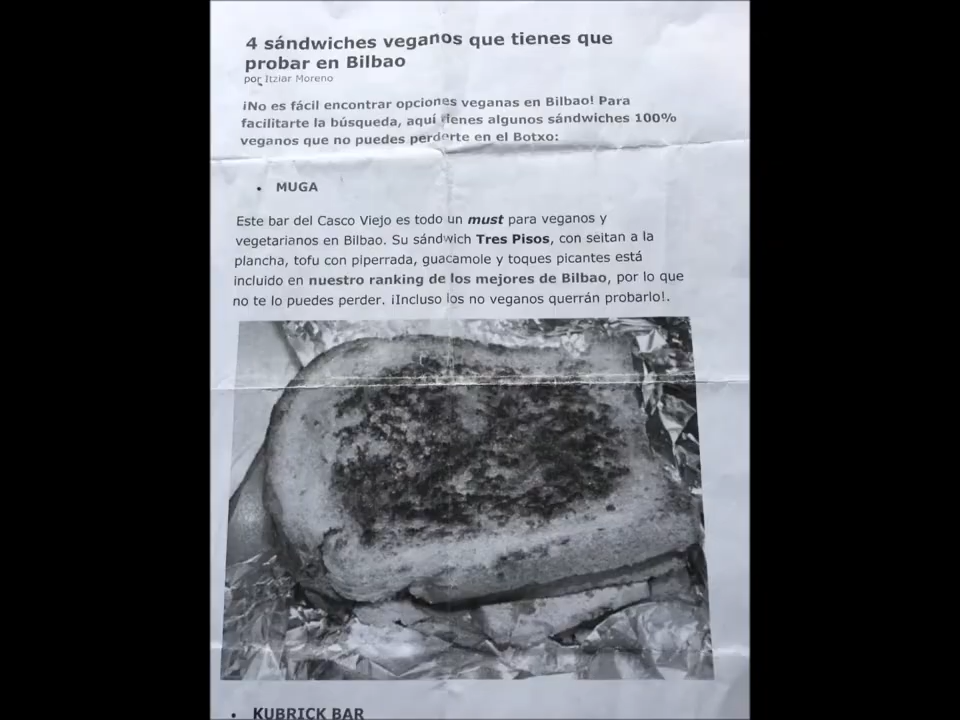 4 sándwiches veganos que tienes que
probar en Bilbao
por Itziar Moreno
¡No es fácil encontrar opciones veganas en Bilbao! Para
facilitarte la búsqueda, aquí tienes algunos sándwiches 100%
veganos que no puedes perderte en el Botxo:
• MUGA
Este bar del Casco Viejo es todo un must para veganos y
vegetarianos en Bilbao. Su sándwich Tres Pisos, con seitan a la
plancha, tofu con piperrada, guacamole y toques picantes está
incluido en nuestro ranking de los mejores de Bilbao, por lo que
no te lo puedes perder. ¡Incluso los no veganos querrán probarlo!.
• KUBRICK BAR